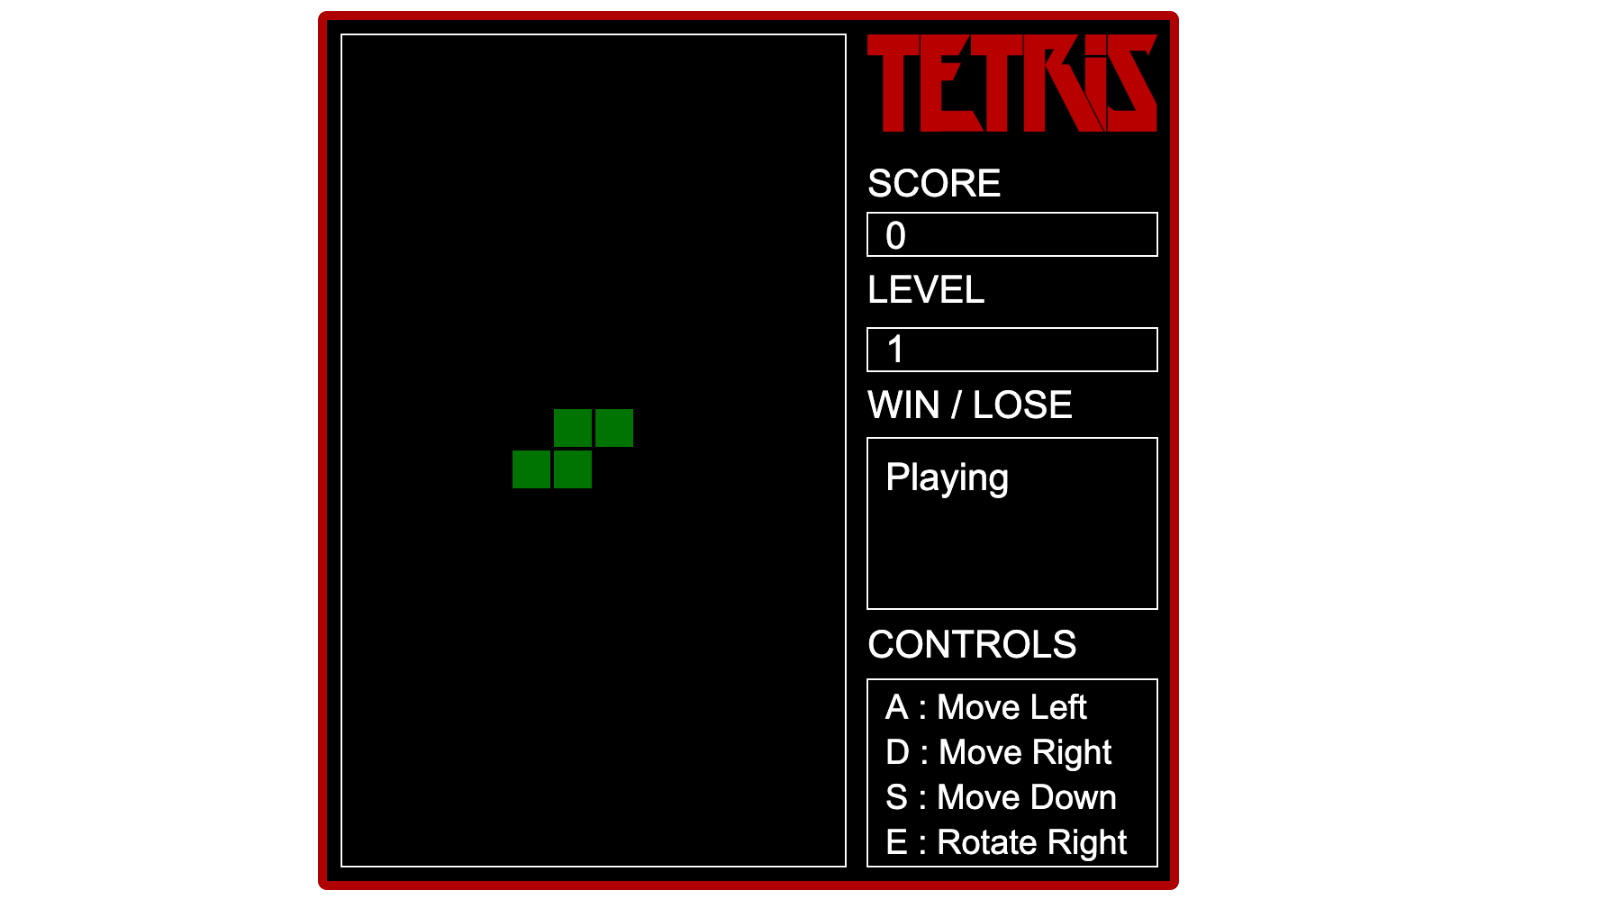 TETRiS
SCORE
0
LEVEL
1
WIN / LOSE
Playing
CONTROLS
A : Move Left
D : Move Right
S : Move Down
E : Rotate Right